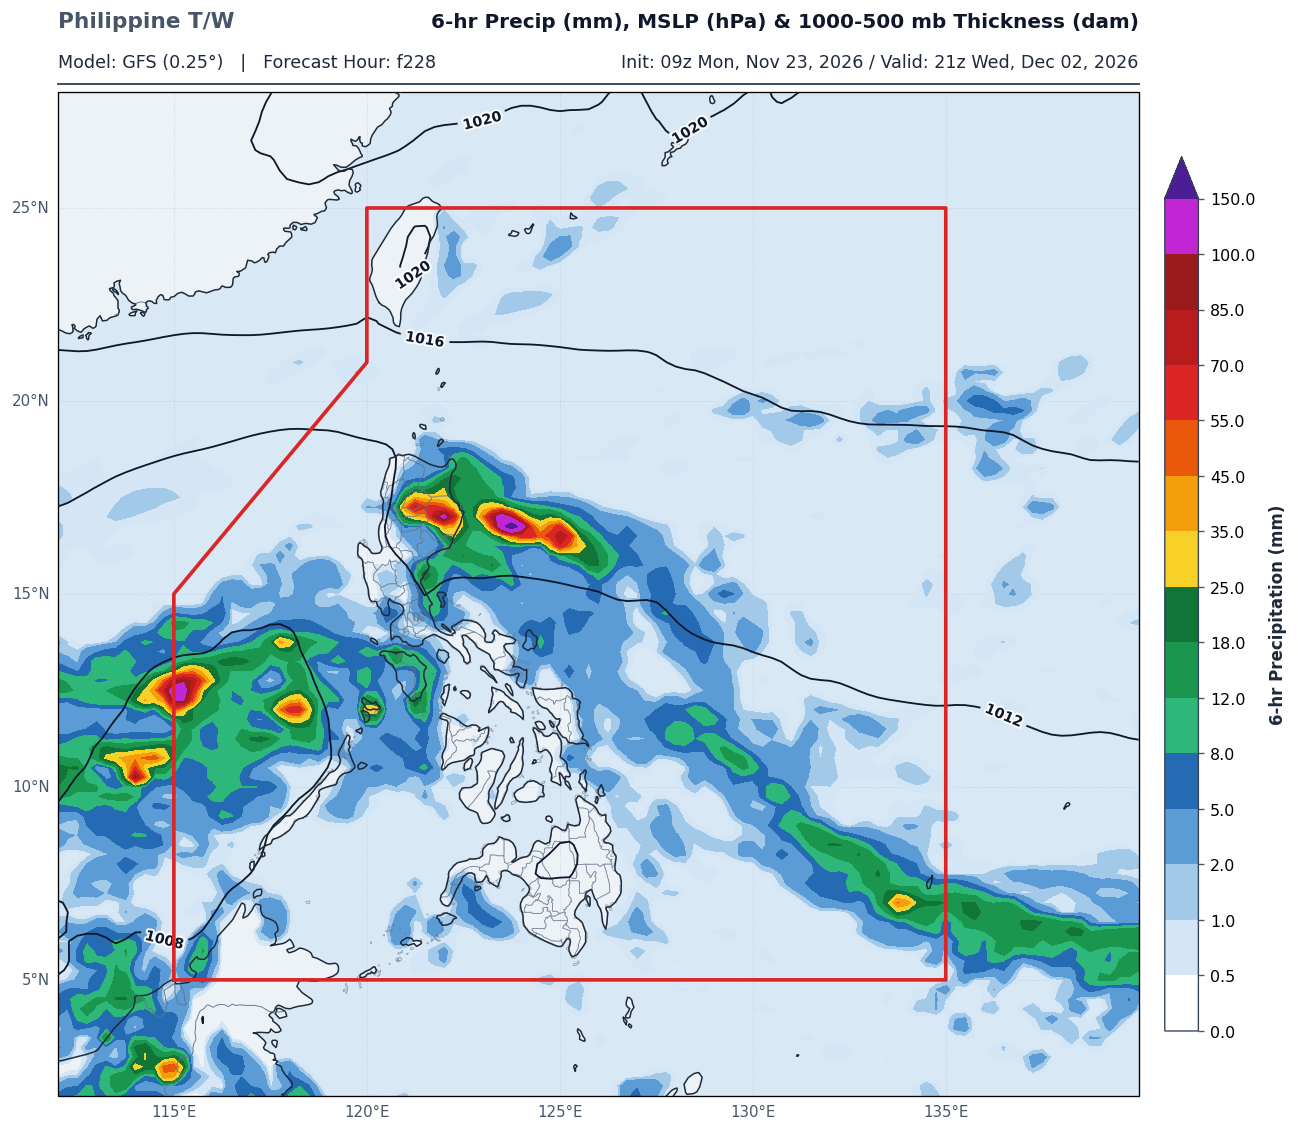 Philippine T/W
6-hr Precip (mm), MSLP (hPa) & 1000-500 mb Thickness (dam)
Model: GFS (0.25°) | Forecast Hour: f228
Init: 09z Mon, Nov 23, 2026 / Valid: 21z Wed, Dec 02, 2026
1020
1020
1020
1016
1012
1008
25°N
20°N
15°N
10°N
5°N
115°E
120°E
125°E
130°E
135°E
150.0
100.0
85.0
70.0
55.0
45.0
35.0
25.0
18.0
12.0
8.0
5.0
2.0
1.0
0.5
0.0
6-hr Precipitation (mm)